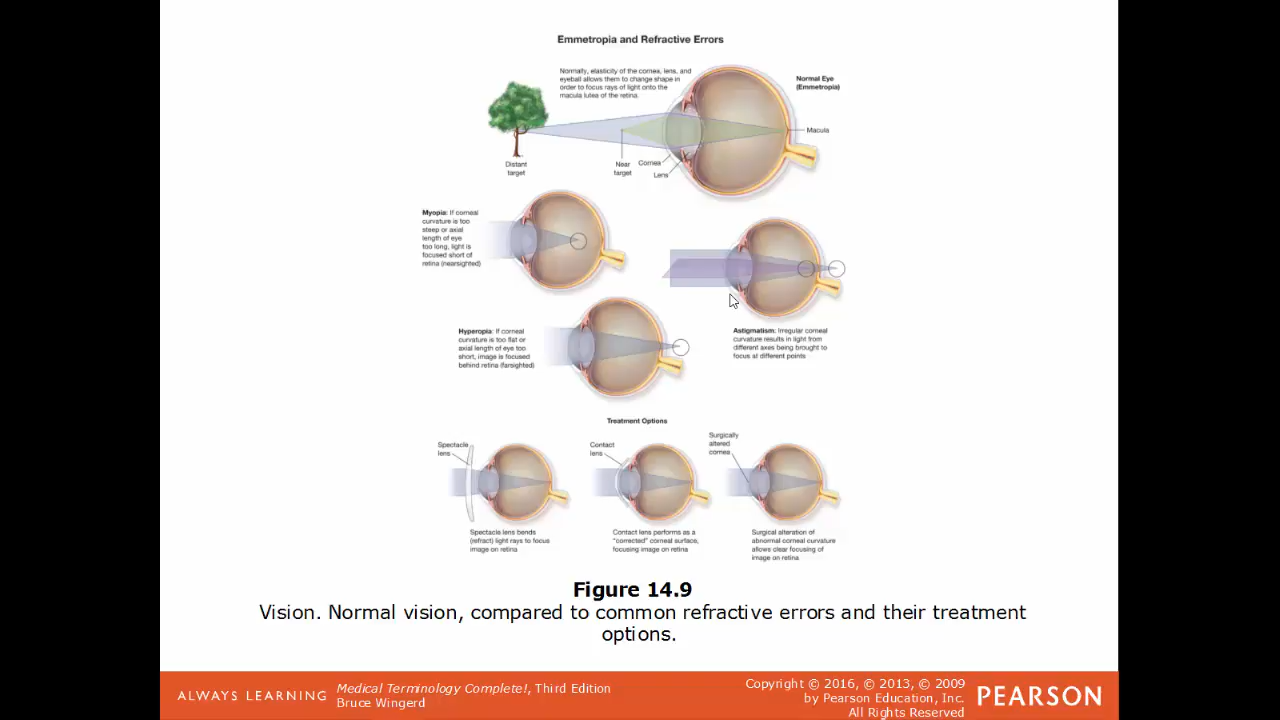 Emmetropia and Refractive Errors
Normally, elasticity of the cornea, lens, and
eyeball allows them to change shape in
order to focus rays of light onto the
macula lutea of the retina.
Normal Eye
(Emmetropia)
Macula
Distant
target
Near
target
Cornea
Lens
Myopia: If corneal
curvature is too
steep or axial
length of eye
too long, light is
focused short of
retina (nearsighted)
Hyperopia: If corneal
curvature is too flat or
axial length of eye too
short, image is focused
behind retina (farsighted)
Astigmatism: Irregular corneal
curvature results in light from
different axes being brought to
focus at different points
Treatment Options
Spectacle
lens
Spectacle lens bends
(refract) light rays to focus
image on retina
Contact
lens
Contact lens performs as a
"corrected" corneal surface,
focusing image on retina
Surgically
altered
cornea
Surgical alteration of
abnormal corneal curvature
allows clear focusing of
image on retina
Figure 14.9
Vision. Normal vision, compared to common refractive errors and their treatment
options.
ALWAYS LEARNING
Medical Terminology Complete!, Third Edition
Bruce Wingerd
Copyright © 2016, © 2013, © 2009
by Pearson Education, Inc.
All Rights Reserved
PEARSON